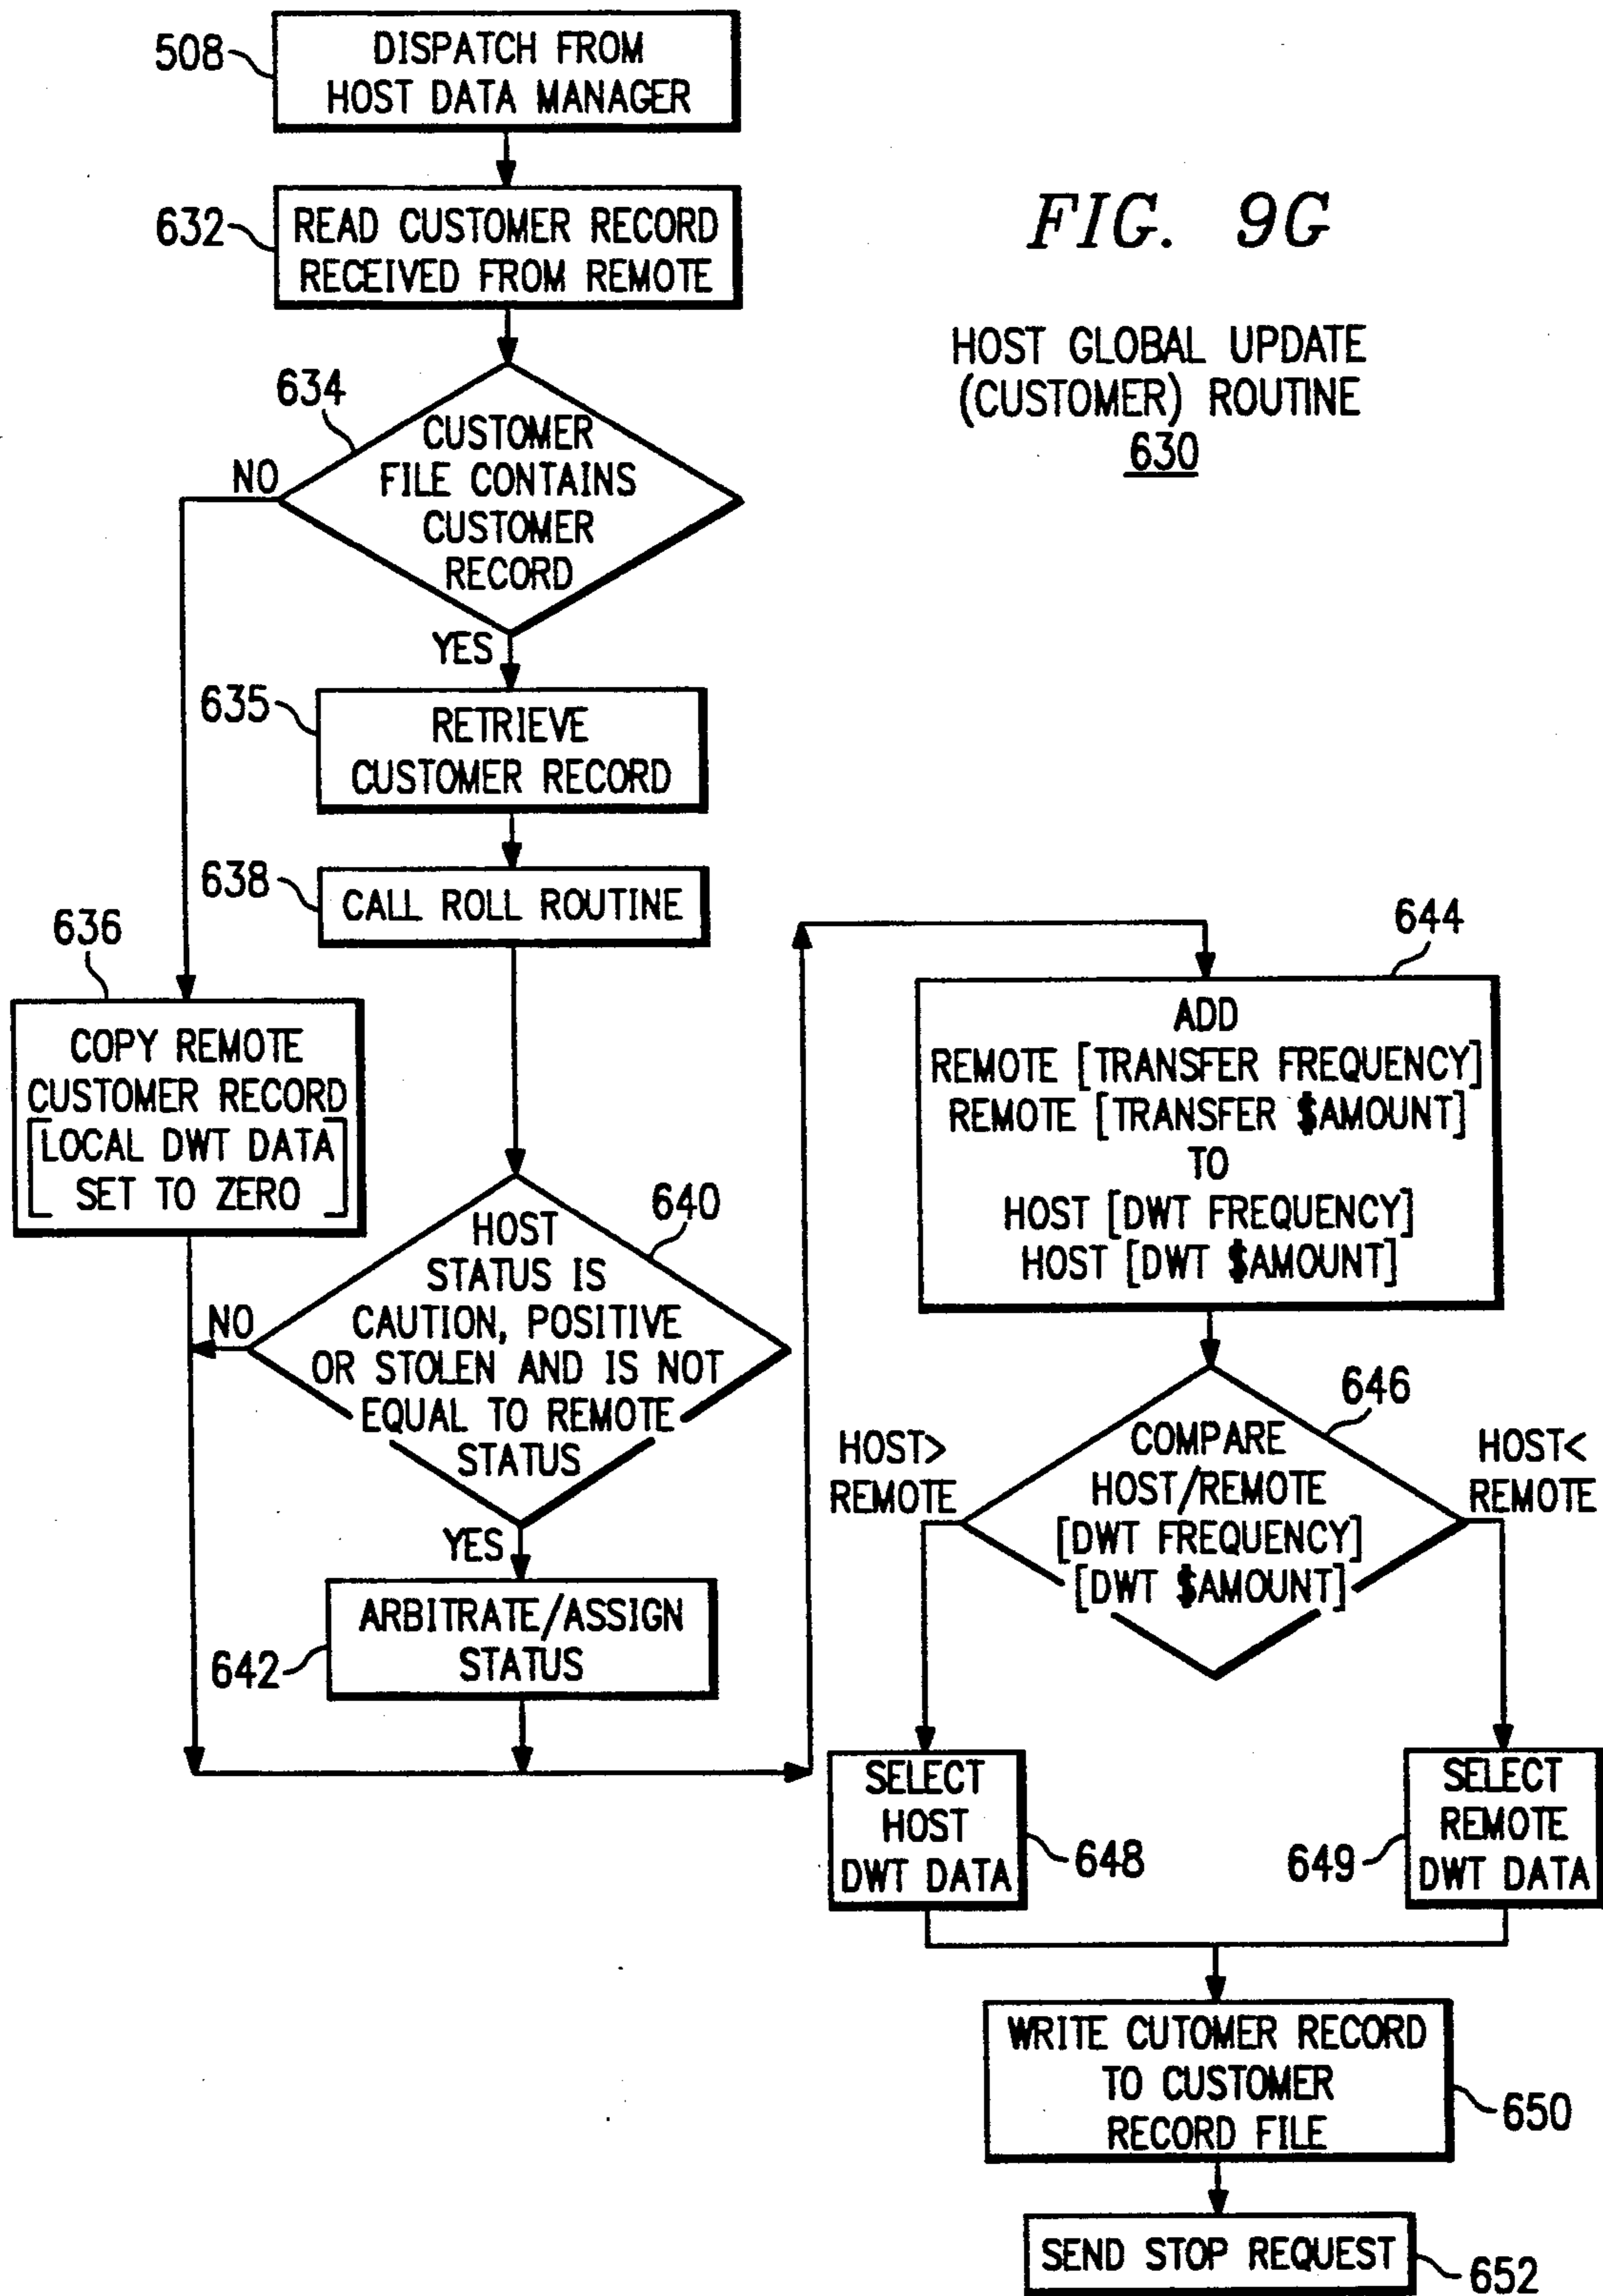 508
DISPATCH FROM
HOST DATA MANAGER
632
READ CUSTOMER RECORD
RECEIVED FROM REMOTE
FIG. 9G
HOST GLOBAL UPDATE
(CUSTOMER) ROUTINE
630
634
CUSTOMER
FILE CONTAINS
CUSTOMER
RECORD
NO
YES
635
RETRIEVE
CUSTOMER RECORD
638
CALL ROLL ROUTINE
636
COPY REMOTE
CUSTOMER RECORD
[LOCAL DWT DATA
SET TO ZERO]
640
HOST
STATUS IS
CAUTION, POSITIVE
OR STOLEN AND IS NOT
EQUAL TO REMOTE
STATUS
NO
YES
642
ARBITRATE/ASSIGN
STATUS
644
ADD
REMOTE [TRANSFER FREQUENCY]
REMOTE [TRANSFER $AMOUNT]
TO
HOST [DWT FREQUENCY]
HOST [DWT $AMOUNT]
646
COMPARE
HOST/REMOTE
[DWT FREQUENCY]
[DWT $AMOUNT]
HOST>
REMOTE
HOST<
REMOTE
SELECT
HOST
DWT DATA
648
649
SELECT
REMOTE
DWT DATA
WRITE CUTOMER RECORD
TO CUSTOMER
RECORD FILE
650
SEND STOP REQUEST
652